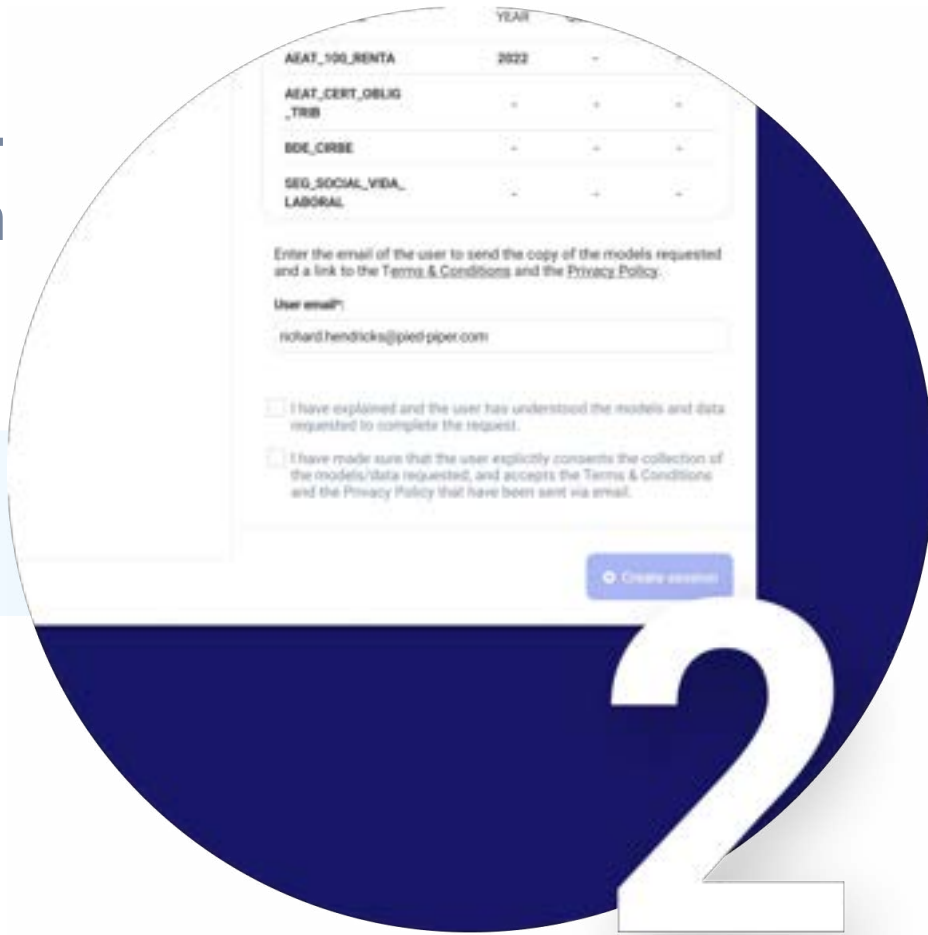 YEAR
AEAT_100_RENTA 2022 - -
AEAT_CERT_OBLIG
_TRIB - - -
BDE_CIRBE - - -
SEG_SOCIAL_VIDA_
LABORAL - - -
Enter the email of the user to send the copy of the models requested
and a link to the Terms & Conditions and the Privacy Policy.
User email*:
richard.hendricks@pied-piper.com
I have explained and the user has understood the models and data
requested to complete the request.
I have made sure that the user explicitly consents the collection of
the models/data requested, and accepts the Terms & Conditions
and the Privacy Policy that have been sent via email.
Create session
2